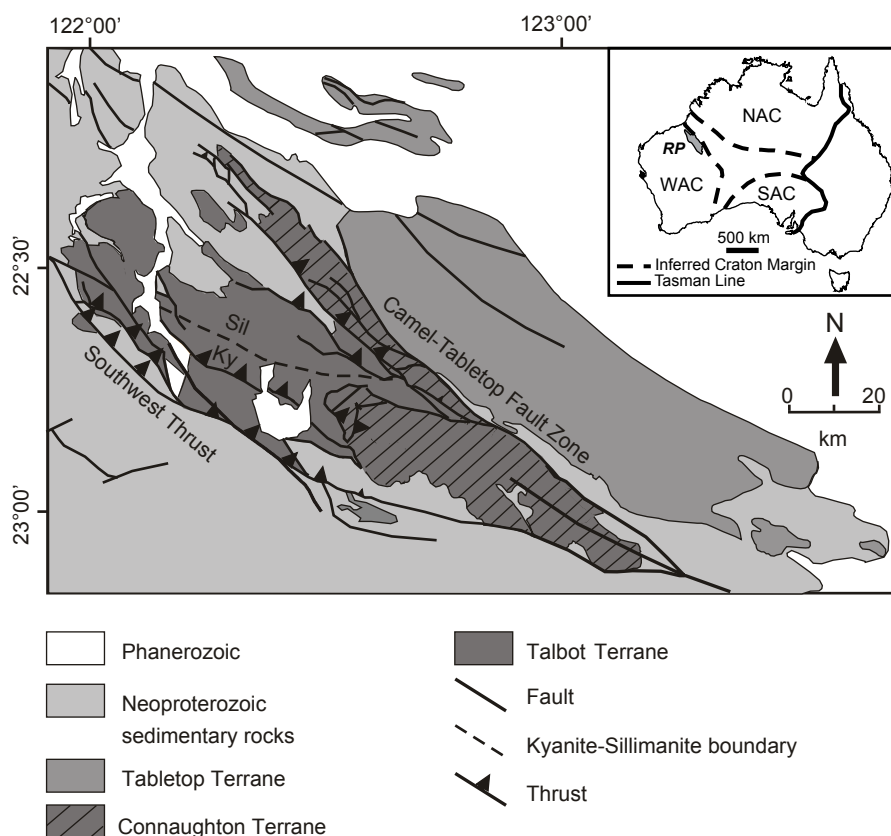 122°00'
123°00'
NAC
RP
WAC
SAC
500 km
Inferred Craton Margin
Tasman Line
22°30'
Sil
Ky
Camel-Tabletop Fault Zone
Southwest Thrust
N
0 20
km
23°00'
Phanerozoic
Neoproterozoic
sedimentary rocks
Tabletop Terrane
Connaughton Terrane
Talbot Terrane
Fault
Kyanite-Sillimanite boundary
Thrust